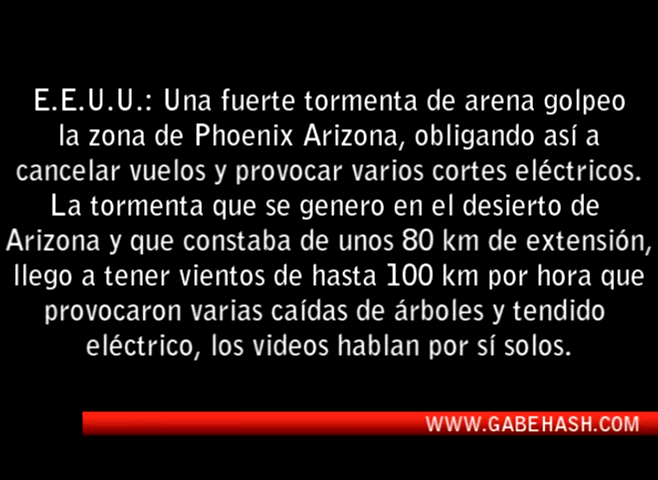 E.E.U.U.: Una fuerte tormenta de arena golpeo
la zona de Phoenix Arizona, obligando así a
cancelar vuelos y provocar varios cortes eléctricos.
La tormenta que se genero en el desierto de
Arizona y que constaba de unos 80 km de extensión,
llego a tener vientos de hasta 100 km por hora que
provocaron varias caídas de árboles y tendido
eléctrico, los videos hablan por sí solos.
WWW.GABEHASH.COM